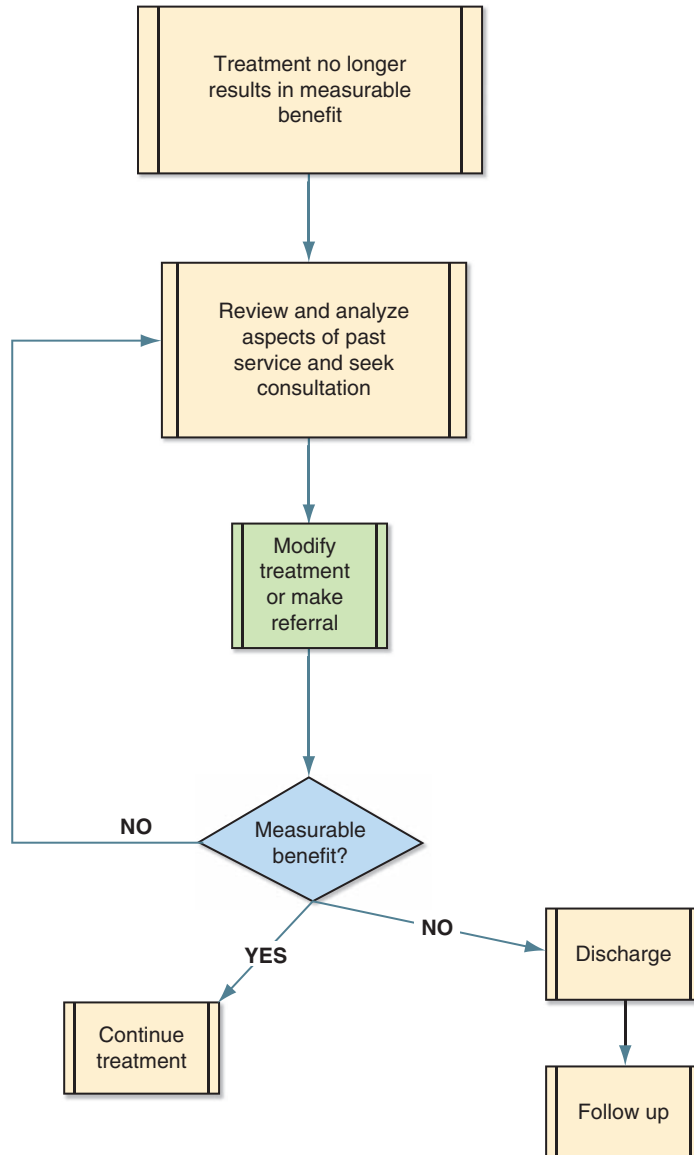 Treatment no longer
results in measurable
benefit
Review and analyze
aspects of past
service and seek
consultation
Modify
treatment
or make
referral
NO
Measurable
benefit?
YES
NO
Discharge
Continue
treatment
Follow up